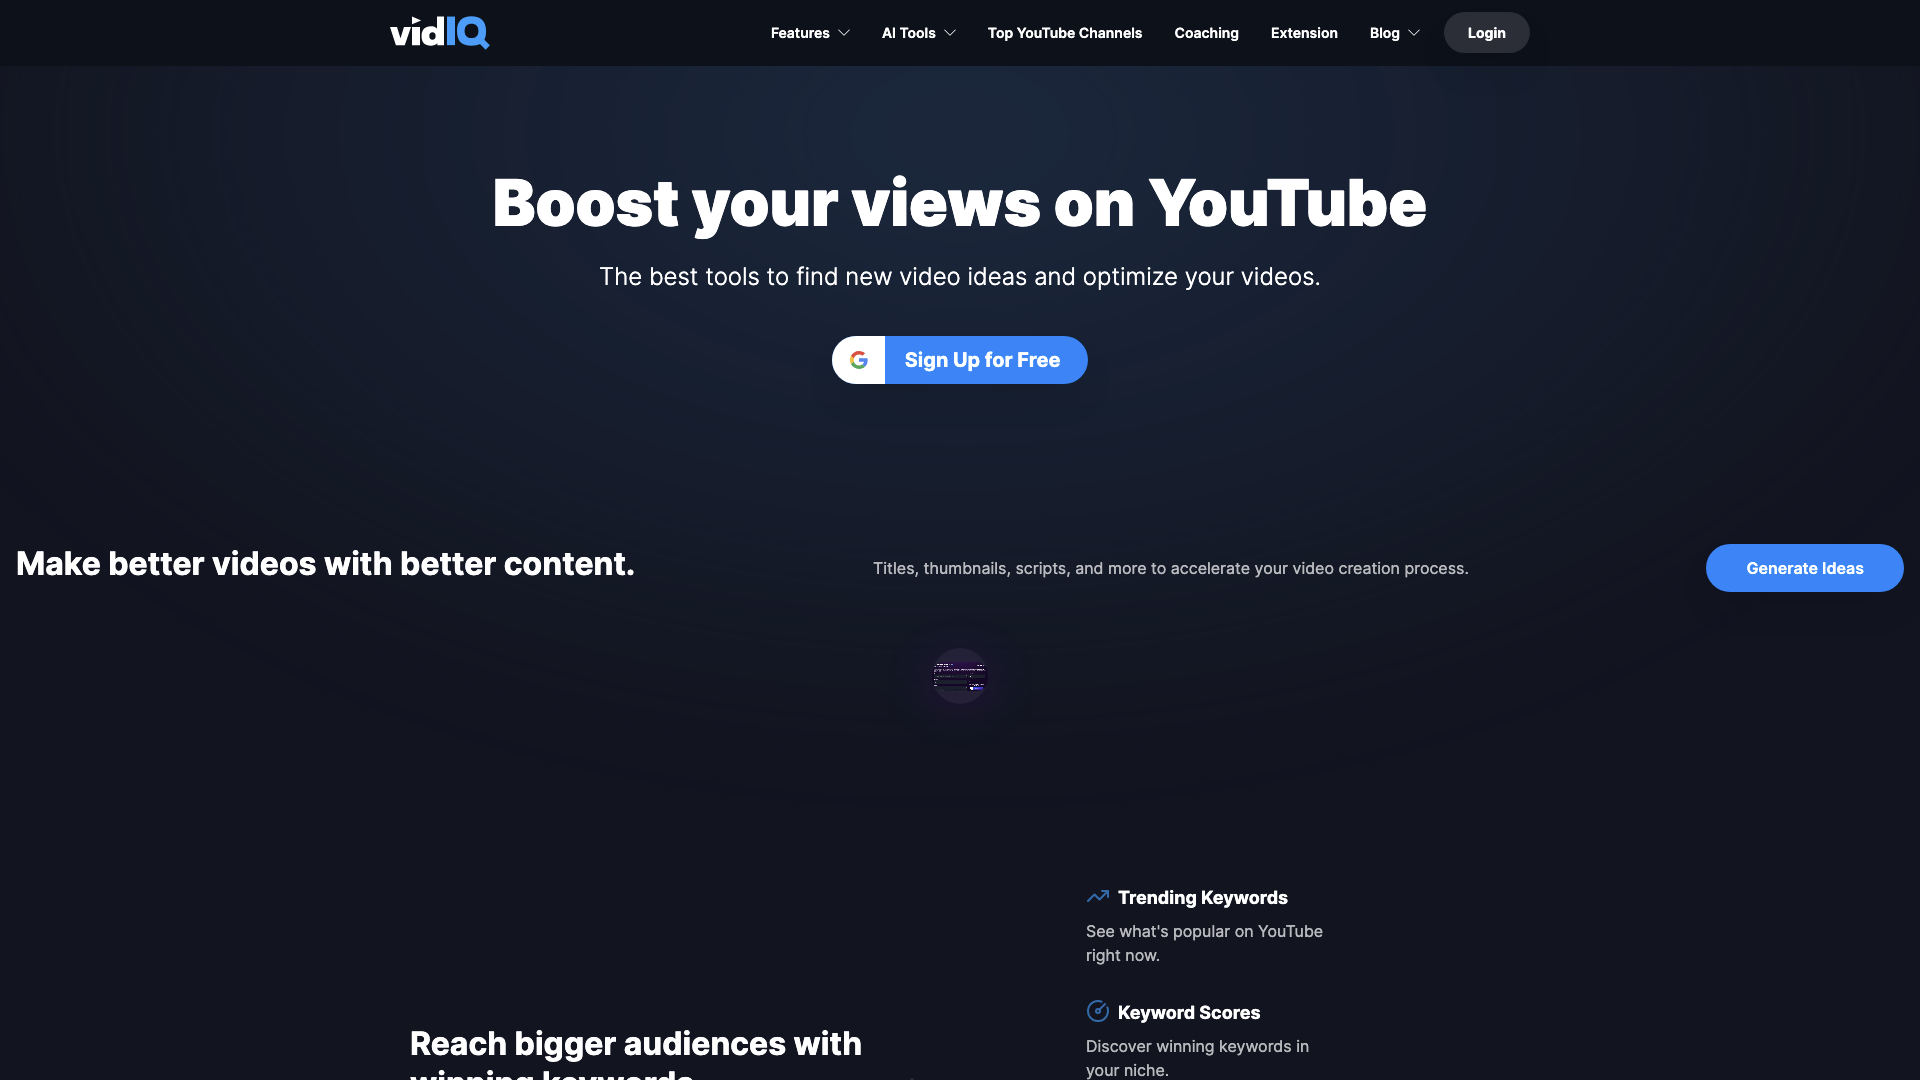 vidIQ
Features
AI Tools
Top YouTube Channels
Coaching
Extension
Blog
Login
Boost your views on YouTube
The best tools to find new video ideas and optimize your videos.
Sign Up for Free
Make better videos with better content.
Titles, thumbnails, scripts, and more to accelerate your video creation process.
Generate Ideas
Trending Keywords
See what's popular on YouTube
right now.
Keyword Scores
Discover winning keywords in
your niche.
Reach bigger audiences with
winning keywords